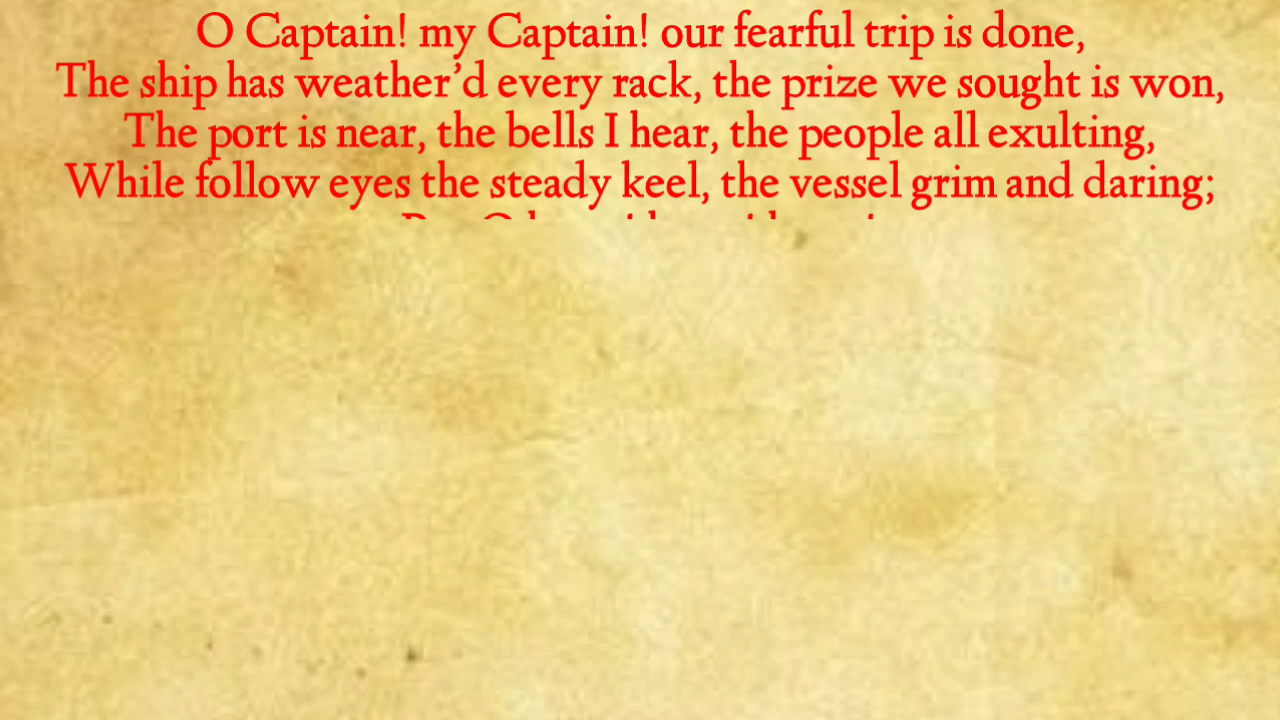 O Captain! my Captain! our fearful trip is done,
The ship has weather’d every rack, the prize we sought is won,
The port is near, the bells I hear, the people all exulting,
While follow eyes the steady keel, the vessel grim and daring;